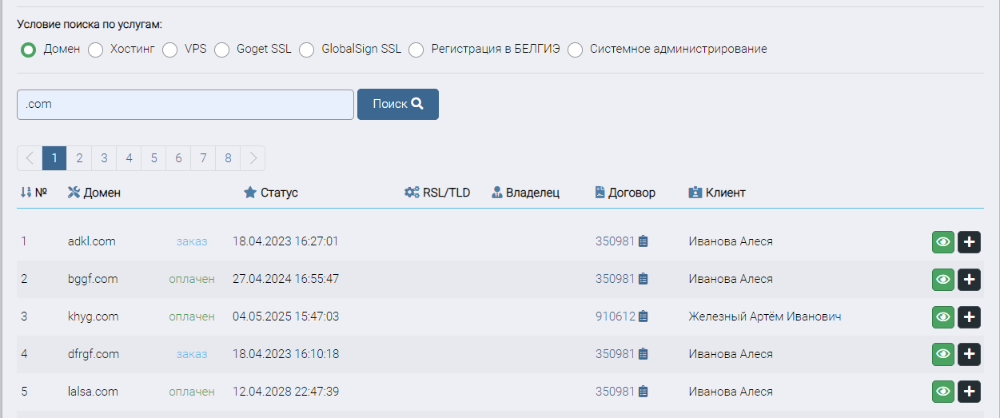 Условие поиска по услугам:
Домен Хостинг VPS Goget SSL GlobalSign SSL Регистрация в БЕЛГИЭ Системное администрирование
.com Поиск
1 2 3 4 5 6 7 8
№ Домен Статус RSL/TLD Владелец Договор Клиент
1 adkl.com заказ 18.04.2023 16:27:01 350981 Иванова Алеся
2 bggf.com оплачен 27.04.2024 16:55:47 350981 Иванова Алеся
3 khyg.com оплачен 04.05.2025 15:47:03 910612 Железный Артём Иванович
4 dfrgf.com заказ 18.04.2023 16:10:18 350981 Иванова Алеся
5 lalsa.com оплачен 12.04.2028 22:47:39 350981 Иванова Алеся